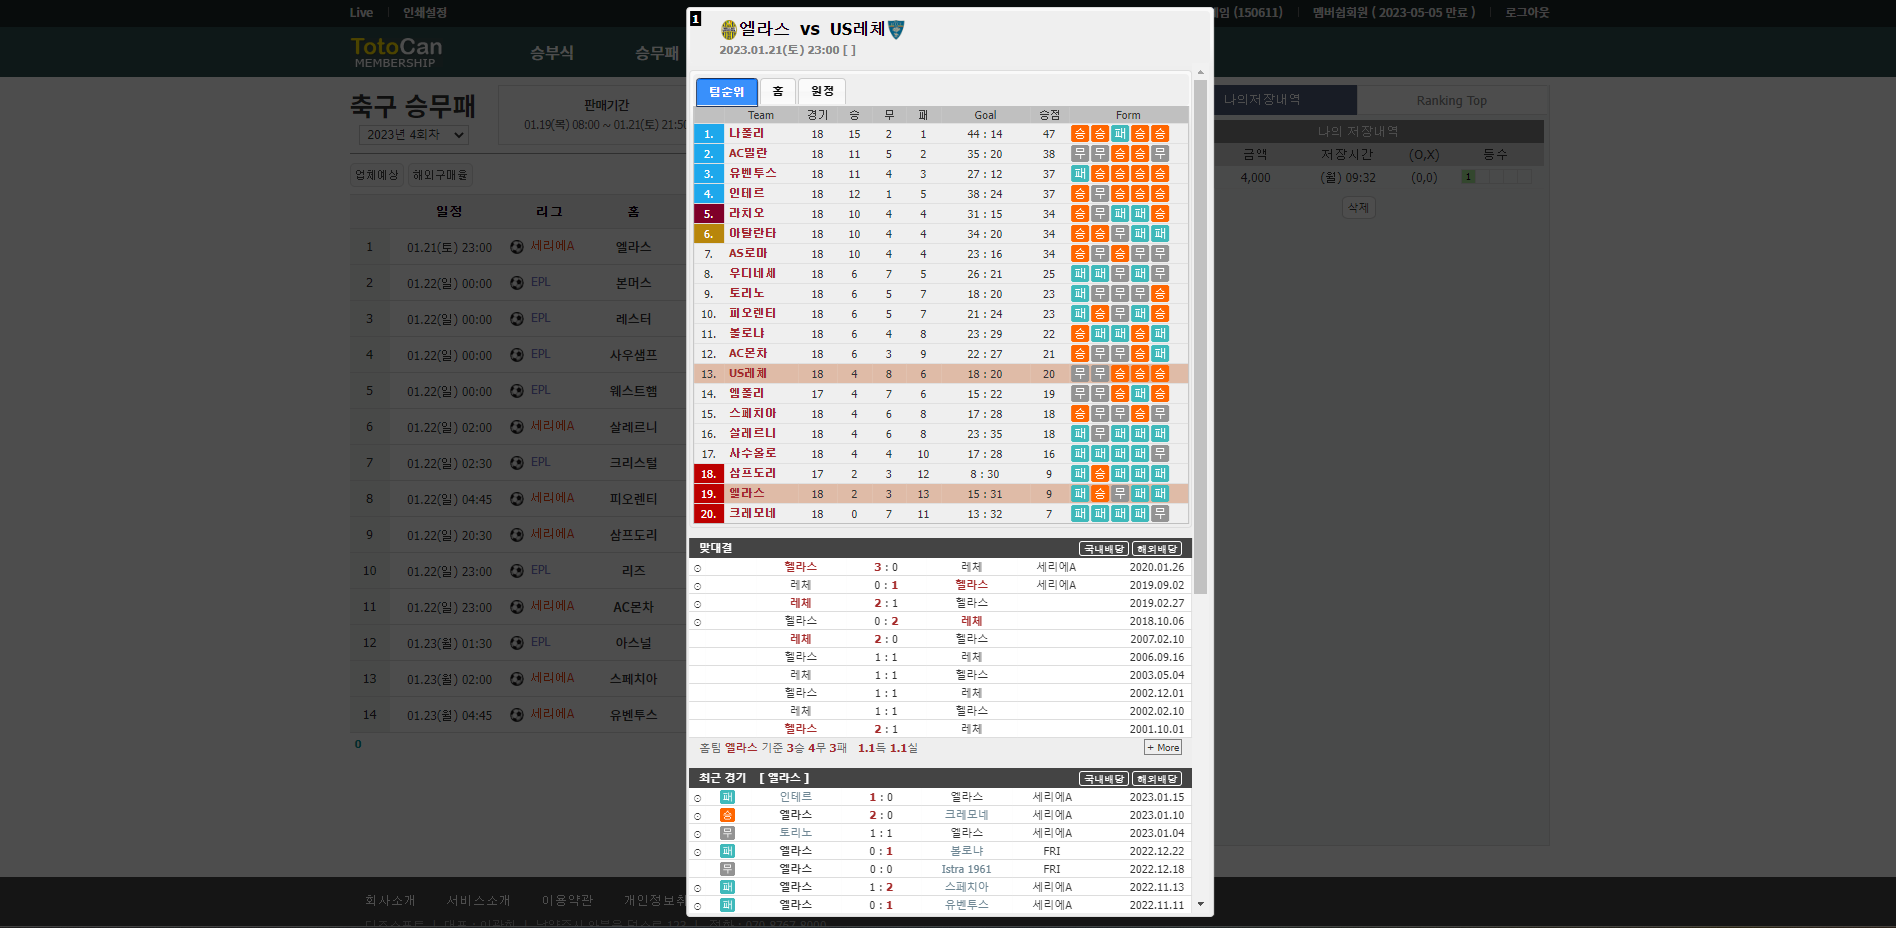 Live 인쇄설정
임 (150611) 멤버쉽회원 ( 2023-05-05 만료 ) 로그아웃
TotoCan
MEMBERSHIP
승부식 승무패
축구 승무패
2023년 4회자
판매기간
01.19(목) 08:00 ~ 01.21(토) 21:50
업체예상 해외구매율
일정 리그 홈
1 01.21(토) 23:00 세리에A 엘라스
2 01.22(일) 00:00 EPL 본머스
3 01.22(일) 00:00 EPL 레스터
4 01.22(일) 00:00 EPL 사우샘프
5 01.22(일) 00:00 EPL 웨스트햄
6 01.22(일) 02:00 세리에A 살레르니
7 01.22(일) 02:30 EPL 크리스털
8 01.22(일) 04:45 세리에A 피오렌티
9 01.22(일) 20:30 세리에A 삼프도리
10 01.22(일) 23:00 EPL 리즈
11 01.22(일) 23:00 세리에A AC몬차
12 01.23(월) 01:30 EPL 아스널
13 01.23(월) 02:00 세리에A 스페치아
14 01.23(월) 04:45 세리에A 유벤투스
0
1
엘라스 vs US레체
2023.01.21(토) 23:00 [ ]
팀순위 홈 일정
Team 경기 승 무 패 Goal 승점 Form
1. 나폴리 18 15 2 1 44 : 14 47 승 승 패 승 승
2. AC밀란 18 11 5 2 35 : 20 38 무 무 승 승 무
3. 유벤투스 18 11 4 3 27 : 12 37 패 승 승 승 승
4. 인테르 18 12 1 5 38 : 24 37 승 무 승 승 승
5. 라치오 18 10 4 4 31 : 15 34 승 무 패 패 승
6. 아탈란타 18 10 4 4 34 : 20 34 승 승 무 패 패
7. AS로마 18 10 4 4 23 : 16 34 승 무 승 무 무
8. 우디네세 18 6 7 5 26 : 21 25 패 패 무 패 무
9. 토리노 18 6 5 7 18 : 20 23 패 무 무 무 승
10. 피오렌티 18 6 5 7 21 : 24 23 패 승 무 패 승
11. 볼로냐 18 6 4 8 23 : 29 22 승 패 패 승 패
12. AC몬차 18 6 3 9 22 : 27 21 승 무 무 승 패
13. US레체 18 4 8 6 18 : 20 20 무 무 승 승 승
14. 엠폴리 17 4 7 6 15 : 22 19 무 무 승 패 승
15. 스페치아 18 4 6 8 17 : 28 18 승 무 무 승 무
16. 살레르니 18 4 6 8 23 : 35 18 패 무 패 패 패
17. 사수올로 18 4 4 10 17 : 28 16 패 패 패 패 무
18. 삼프도리 17 2 3 12 8 : 30 9 패 승 패 패 패
19. 엘라스 18 2 3 13 15 : 31 9 패 승 무 패 패
20. 크레모네 18 0 7 11 13 : 32 7 패 패 패 패 무
맞대결 국내배당 해외배당
헬라스 3 : 0 레체 세리에A 2020.01.26
레체 0 : 1 헬라스 세리에A 2019.09.02
레체 2 : 1 헬라스 2019.02.27
헬라스 0 : 2 레체 2018.10.06
레체 2 : 0 헬라스 2007.02.10
헬라스 1 : 1 레체 2006.09.16
레체 1 : 1 헬라스 2003.05.04
헬라스 1 : 1 레체 2002.12.01
레체 1 : 1 헬라스 2002.02.10
헬라스 2 : 1 레체 2001.10.01
홈팀 엘라스 기준 3승 4무 3패 1.1득 1.1실 + More
최근 경기 [ 엘라스 ] 국내배당 해외배당
패 인테르 1 : 0 엘라스 세리에A 2023.01.15
승 엘라스 2 : 0 크레모네 세리에A 2023.01.10
무 토리노 1 : 1 엘라스 세리에A 2023.01.04
패 엘라스 0 : 1 볼로냐 FRI 2022.12.22
무 엘라스 0 : 0 Istra 1961 FRI 2022.12.18
패 엘라스 1 : 2 스페치아 세리에A 2022.11.13
패 엘라스 0 : 1 유벤투스 세리에A 2022.11.11
나의저장내역 Ranking Top
나의 저장내역
금액 저장시간 (O,X) 등수
4,000 (월) 09:32 (0,0) 1
삭제
회사소개 서비스소개 이용약관 개인정보취